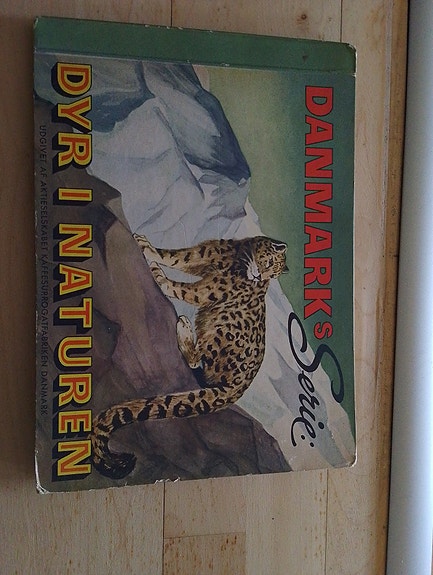 DANMARKS Serie:
DYR I NATUREN
UDGIVET AF AKTIESELSKABET KAFFESURROGATFABRIKEN DANMARK